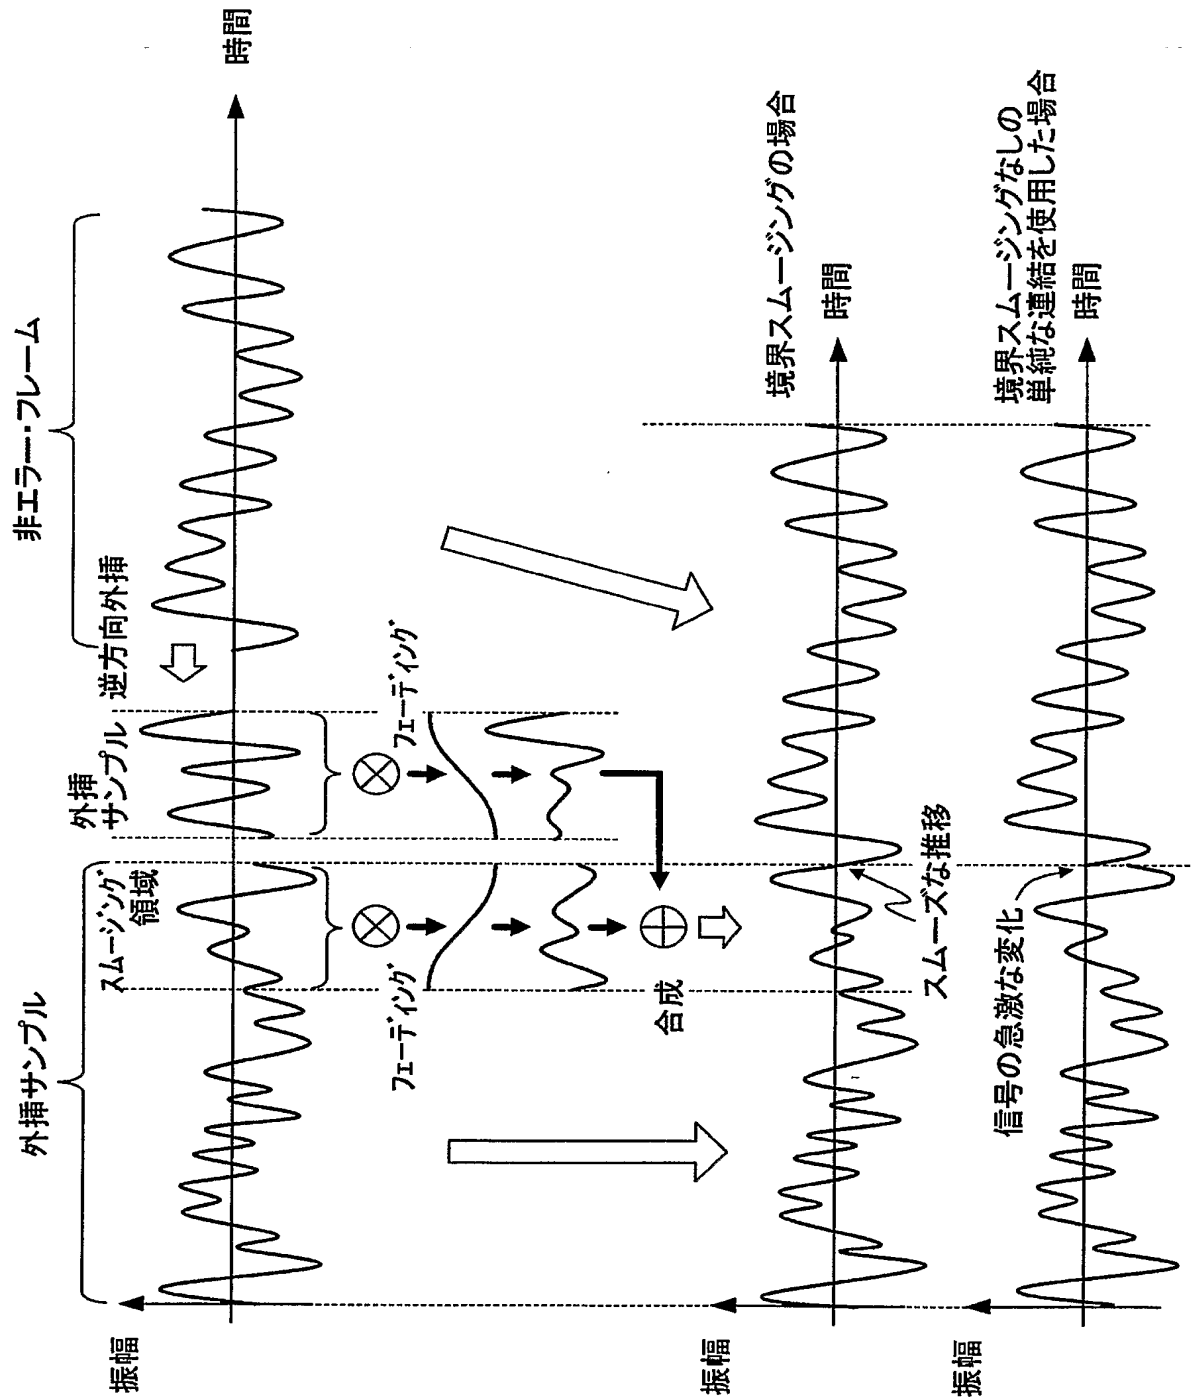 外挿サンプル
非エラー・フレーム
スムージング
領域
外挿
サンプル
逆方向外挿
振幅
時間
フェーディング
フェーディング
合成
境界スムージングの場合
振幅
時間
スムーズな推移
境界スムージングなしの
単純な連結を使用した場合
信号の急激な変化
振幅
時間